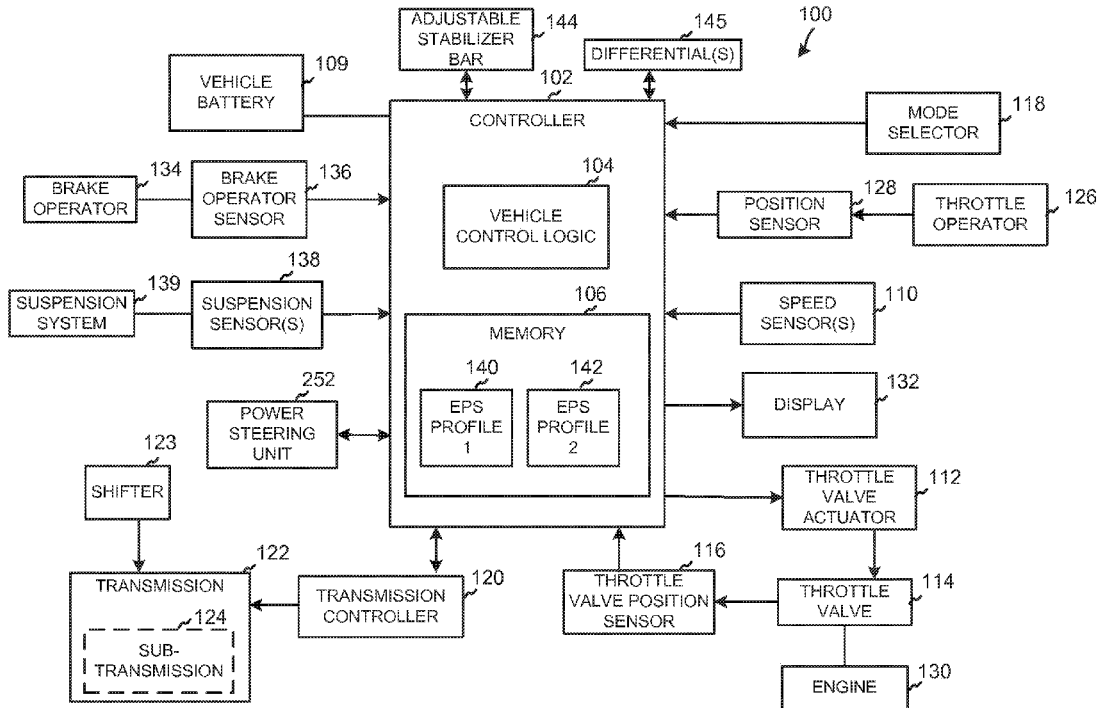 ADJUSTABLE
STABILIZER
BAR
144
145
DIFFERENTIAL(S)
100
109
VEHICLE
BATTERY
102
CONTROLLER
118
MODE
SELECTOR
134
BRAKE
OPERATOR
136
BRAKE
OPERATOR
SENSOR
104
VEHICLE
CONTROL LOGIC
128
POSITION
SENSOR
126
THROTTLE
OPERATOR
139
SUSPENSION
SYSTEM
138
SUSPENSION
SENSOR(S)
106
MEMORY
110
SPEED
SENSOR(S)
140
EPS
PROFILE
1
142
EPS
PROFILE
2
132
DISPLAY
252
POWER
STEERING
UNIT
123
SHIFTER
112
THROTTLE
VALVE
ACTUATOR
122
TRANSMISSION
124
SUB-
TRANSMISSION
120
TRANSMISSION
CONTROLLER
116
THROTTLE
VALVE POSITION
SENSOR
114
THROTTLE
VALVE
130
ENGINE